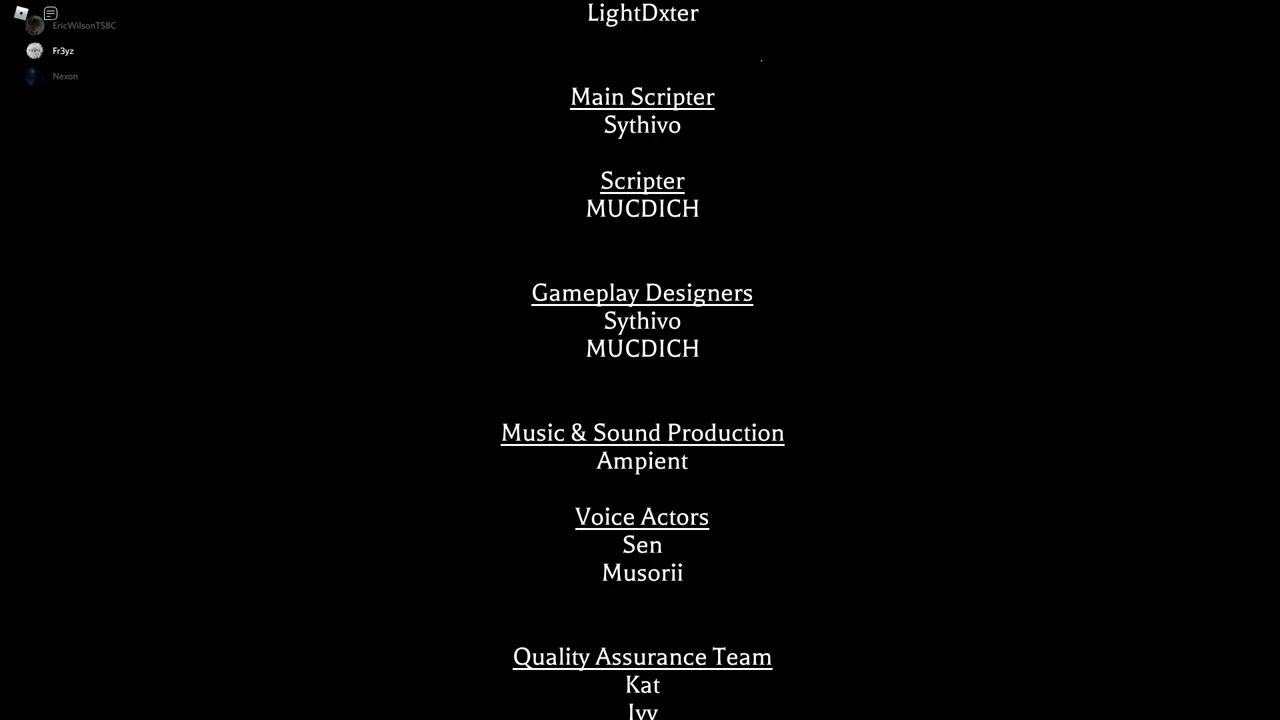 EricWilsonTSBC
Fr3yz
Nexon
LightDxter
Main Scripter
Sythivo
Scripter
MUCDICH
Gameplay Designers
Sythivo
MUCDICH
Music & Sound Production
Ampient
Voice Actors
Sen
Musorii
Quality Assurance Team
Kat
Ivy